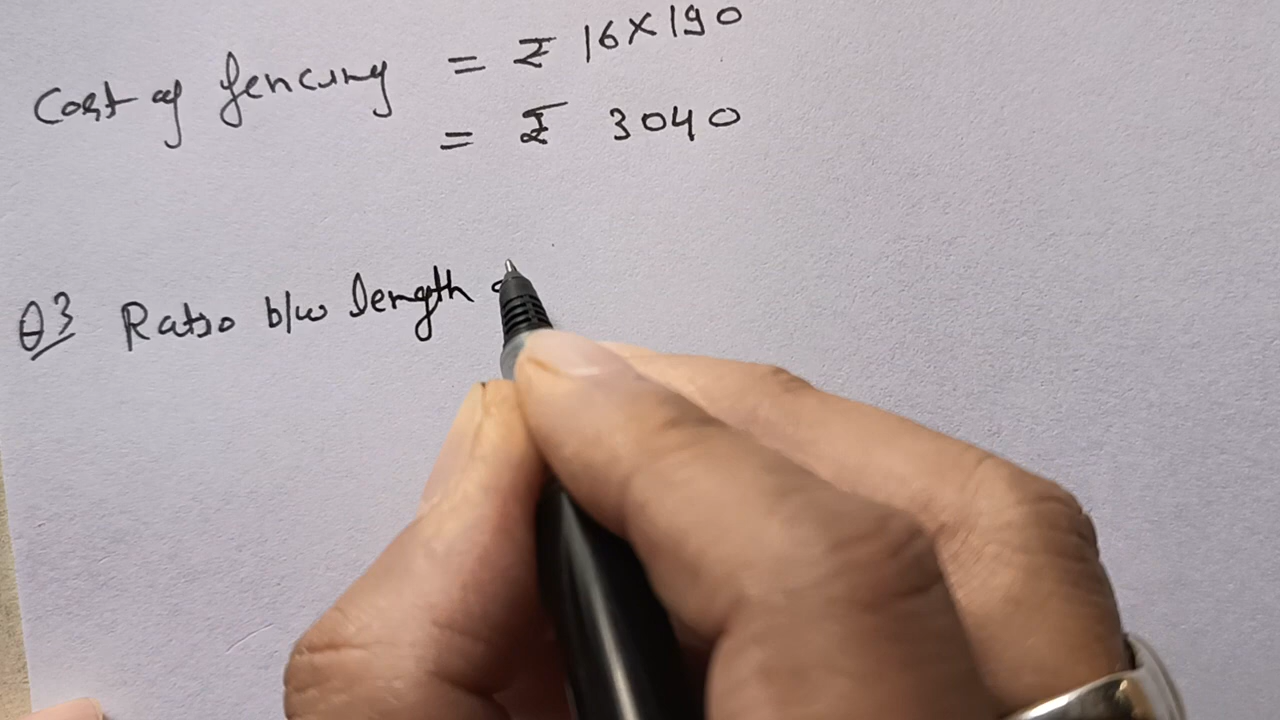 Cost of fencing = ₹ 16×190
= ₹ 3040
Q3 Ratio b/w length